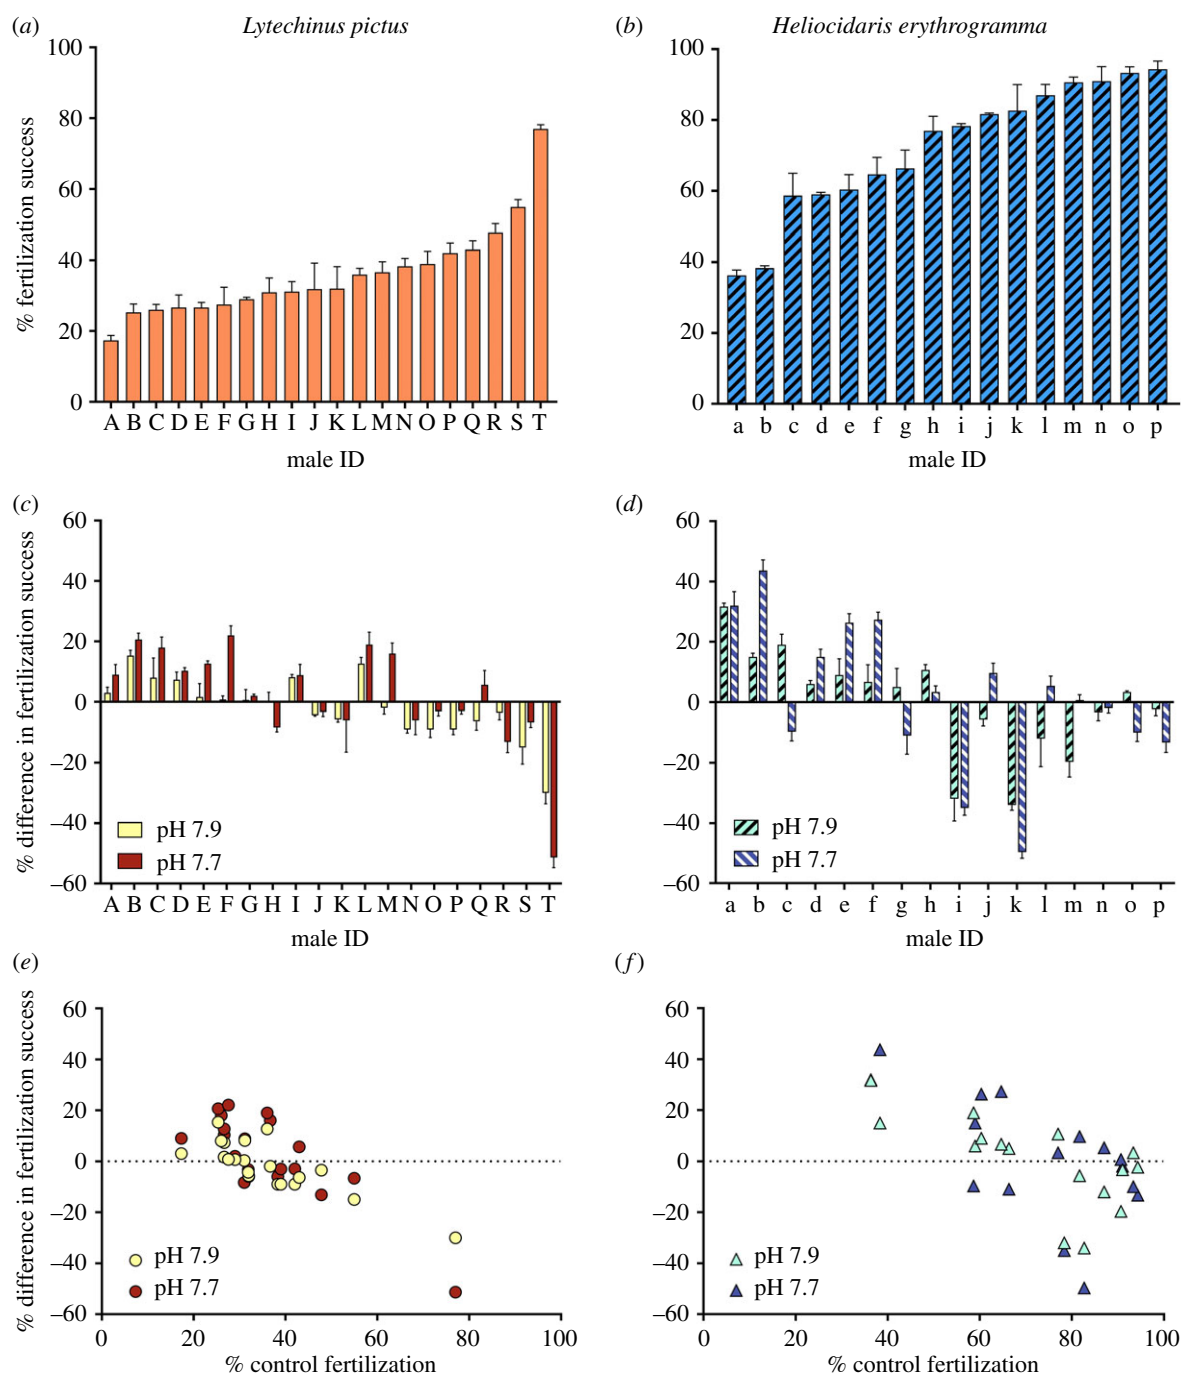 (a) Lytechinus pictus
(b) Heliocidaris erythrogramma
% fertilization success
100
80
60
40
20
0
A B C D E F G H I J K L M N O P Q R S T
male ID
100
80
60
40
20
0
a b c d e f g h i j k l m n o p
male ID
(c)
% difference in fertilization success
60
40
20
0
–20
–40
–60
pH 7.9
pH 7.7
A B C D E F G H I J K L M N O P Q R S T
male ID
(d)
60
40
20
0
–20
–40
–60
pH 7.9
pH 7.7
a b c d e f g h i j k l m n o p
male ID
(e)
% difference in fertilization success
60
40
20
0
–20
–40
–60
pH 7.9
pH 7.7
0 20 40 60 80 100
% control fertilization
(f)
60
40
20
0
–20
–40
–60
pH 7.9
pH 7.7
0 20 40 60 80 100
% control fertilization